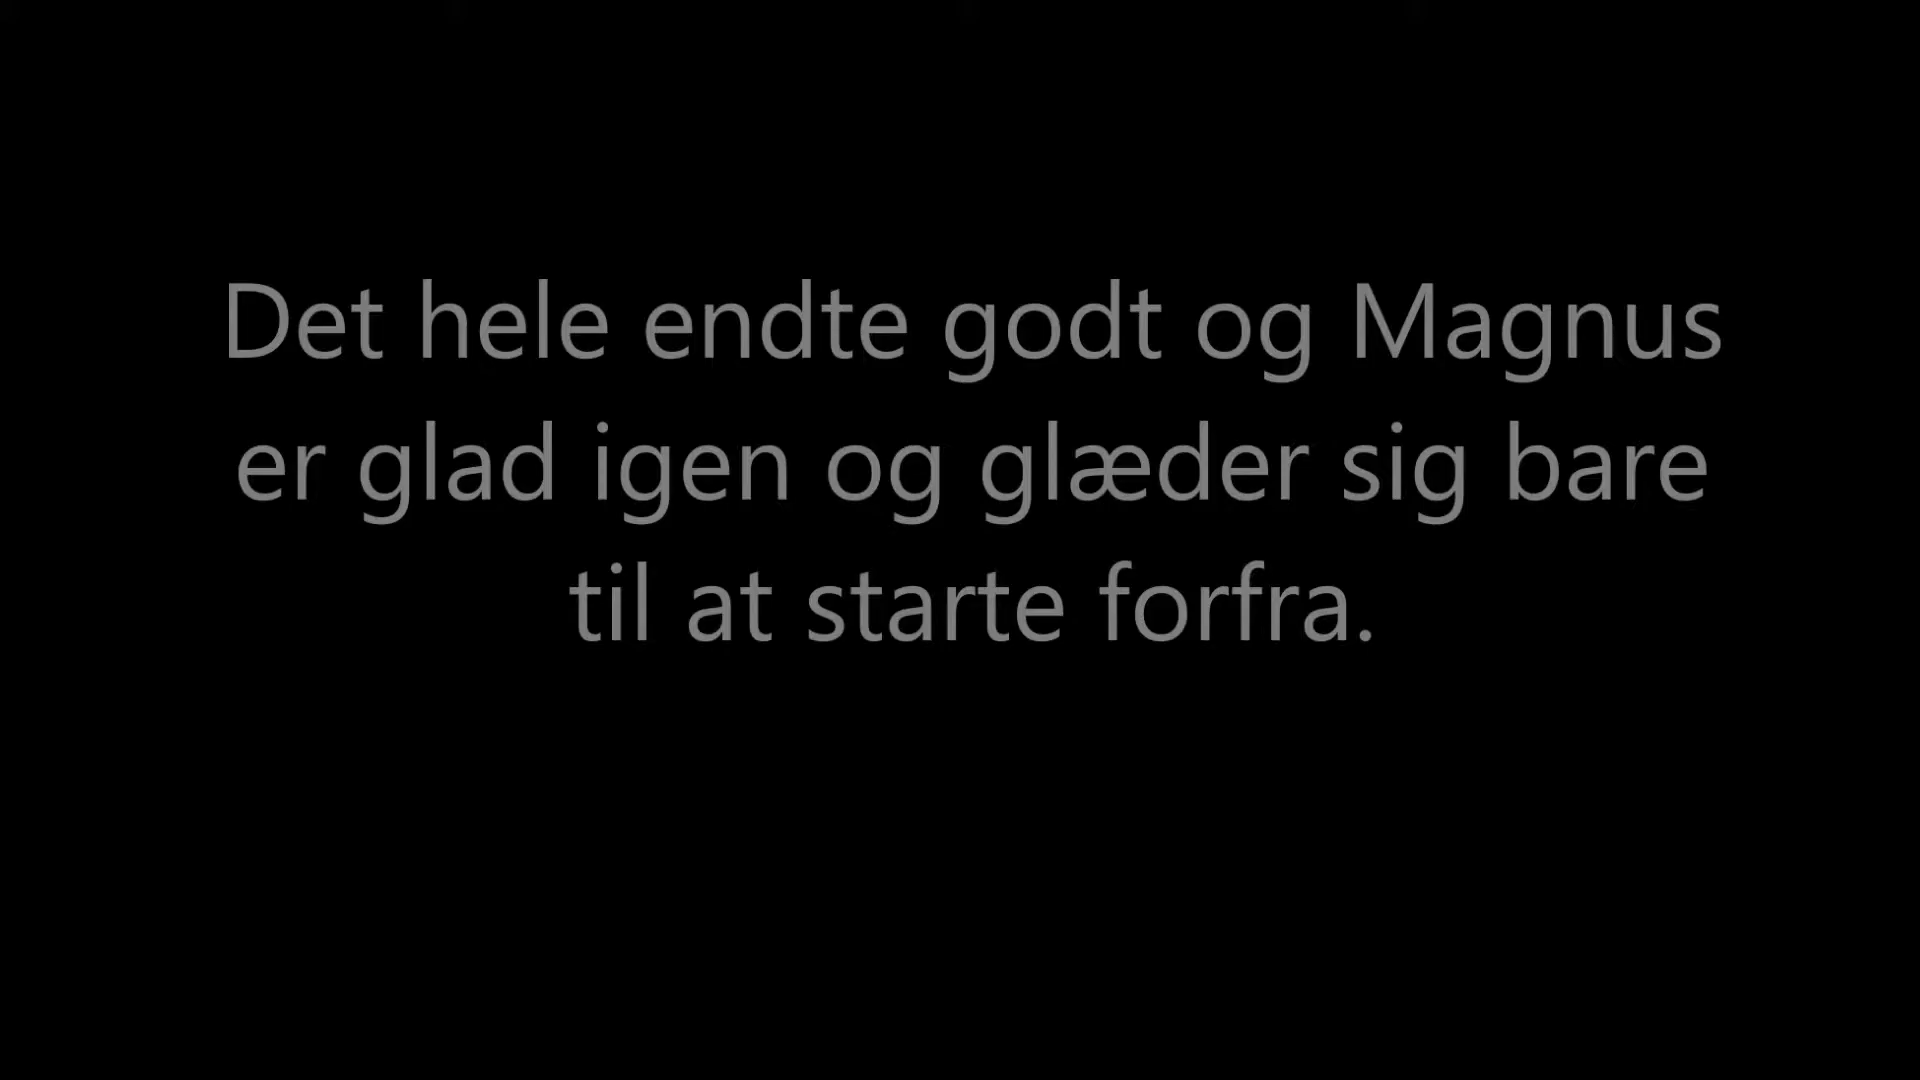 Det hele endte godt og Magnus
er glad igen og glæder sig bare
til at starte forfra.